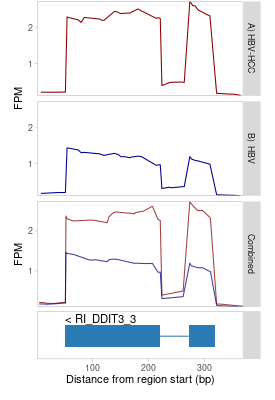 2
1
FPM
A) HBV-HCC
2
1
B) HBV
2
1
FPM
Combined
< RI_DDIT3_3
100 200 300
Distance from region start (bp)